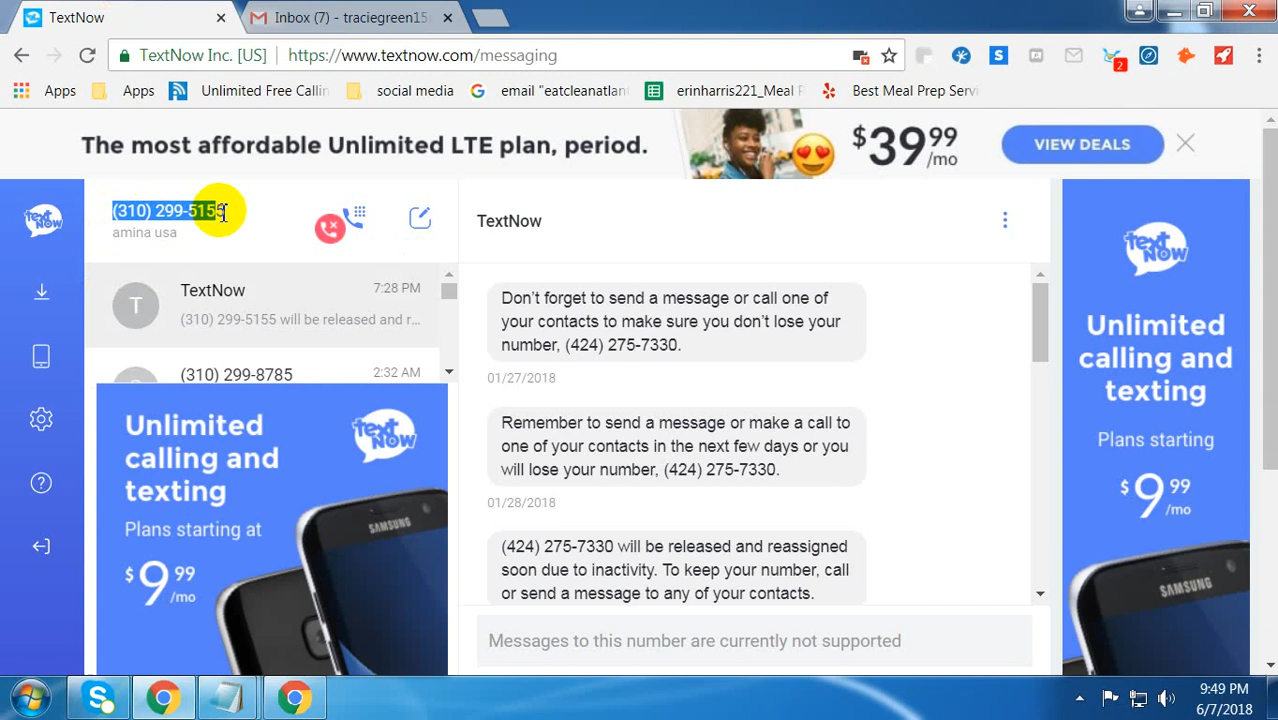 TextNow
Inbox (7) - traciegreen15
TextNow Inc. [US]
https://www.textnow.com/messaging
2
Apps
Apps
Unlimited Free Callin
social media
email "eatcleanatlan
erinharris221_Meal P
Best Meal Prep Servi
The most affordable Unlimited LTE plan, period.
$39.99
/mo
VIEW DEALS
text NOW
(310) 299-5155
amina usa
TextNow
7:28 PM
(310) 299-5155 will be released and r...
(310) 299-8785
2:32 AM
T
Unlimited
calling and
texting
Plans starting at
$9.99
/mo
text NOW
SAMSUNG
TextNow
Don't forget to send a message or call one of
your contacts to make sure you don't lose your
number, (424) 275-7330.
01/27/2018
Remember to send a message or make a call to
one of your contacts in the next few days or you
will lose your number, (424) 275-7330.
01/28/2018
(424) 275-7330 will be released and reassigned
soon due to inactivity. To keep your number, call
or send a message to any of your contacts.
Messages to this number are currently not supported
text NOW
Unlimited
calling and
texting
Plans starting
$9.99
/mo
SAMSUNG
9:49 PM
6/7/2018